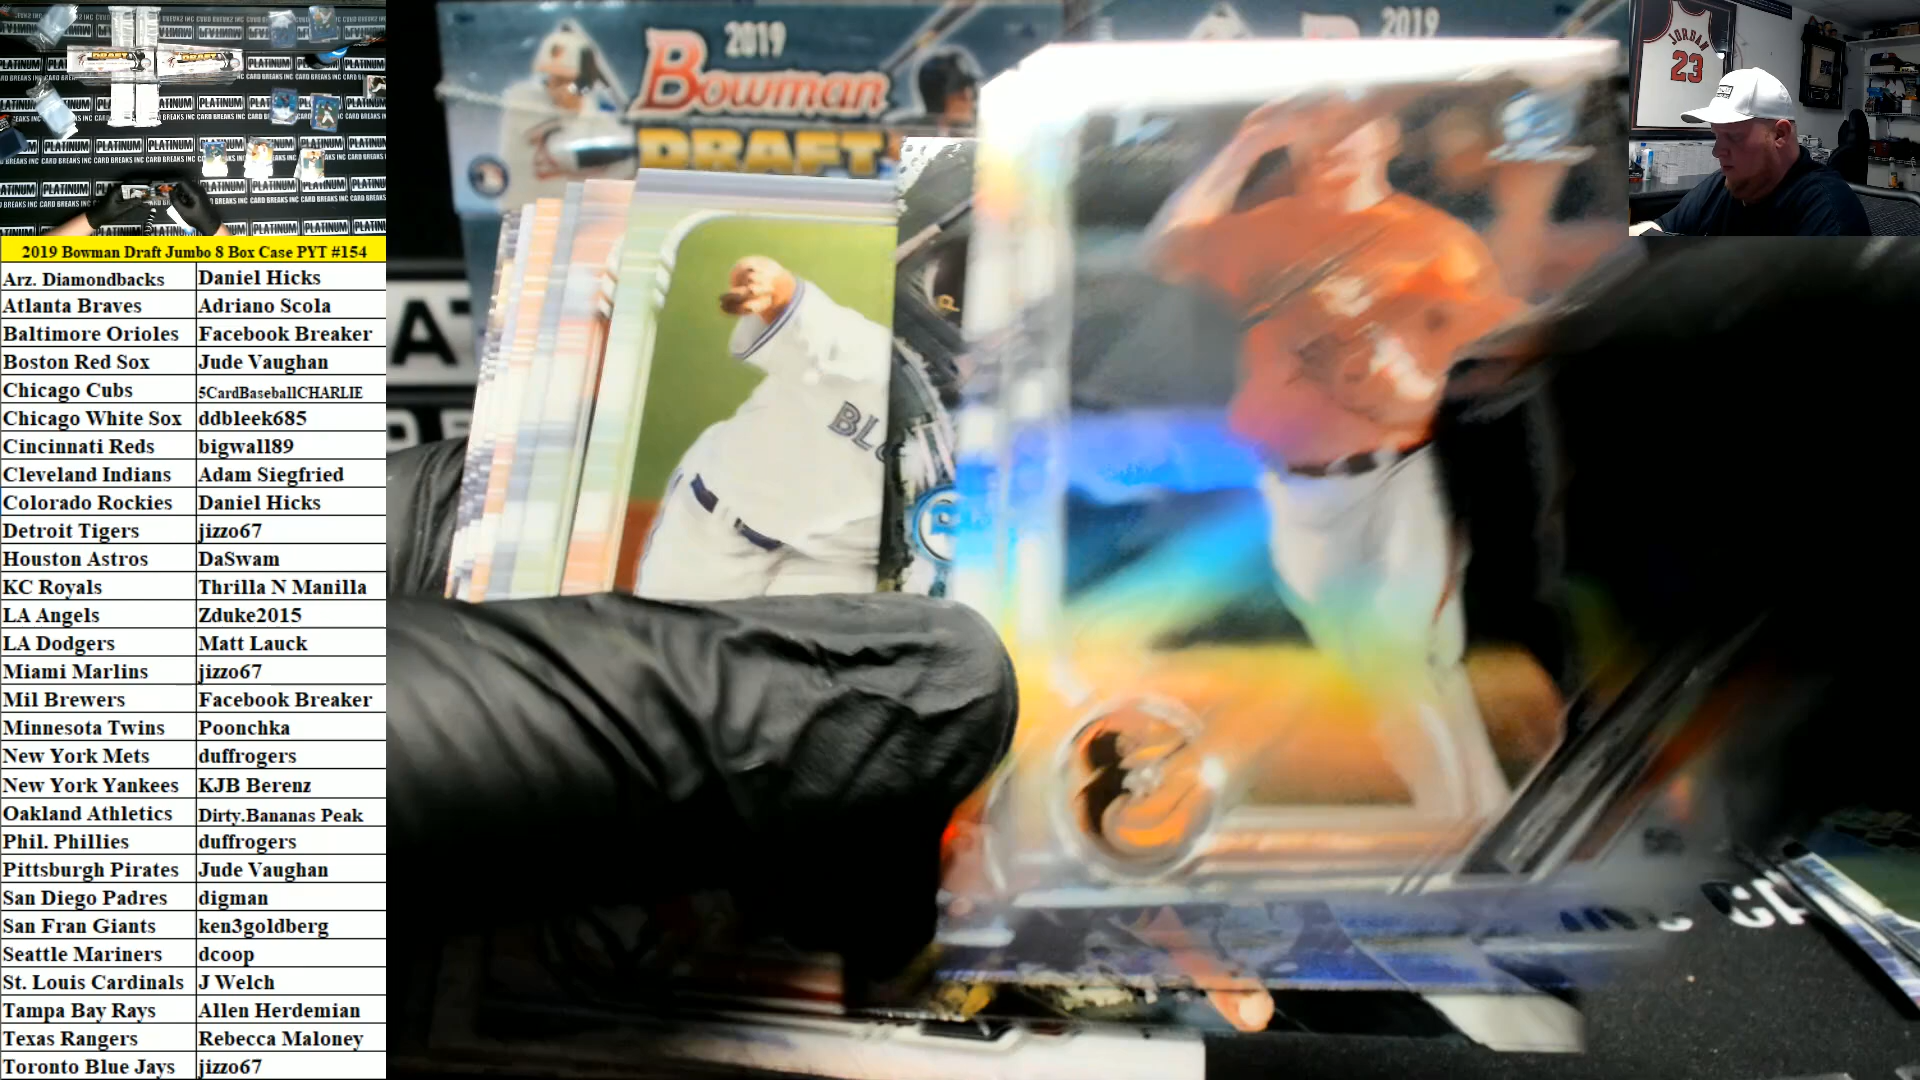 2019 Bowman Draft Jumbo 8 Box Case PYT #154
Arz. Diamondbacks Daniel Hicks
Atlanta Braves Adriano Scola
Baltimore Orioles Facebook Breaker
Boston Red Sox Jude Vaughan
Chicago Cubs 5CardBaseballCHARLIE
Chicago White Sox ddbleek685
Cincinnati Reds bigwall89
Cleveland Indians Adam Siegfried
Colorado Rockies Daniel Hicks
Detroit Tigers jizzo67
Houston Astros DaSwam
KC Royals Thrilla N Manilla
LA Angels Zduke2015
LA Dodgers Matt Lauck
Miami Marlins jizzo67
Mil Brewers Facebook Breaker
Minnesota Twins Poonchka
New York Mets duffrogers
New York Yankees KJB Berenz
Oakland Athletics Dirty.Bananas Peak
Phil. Phillies duffrogers
Pittsburgh Pirates Jude Vaughan
San Diego Padres digman
San Fran Giants ken3goldberg
Seattle Mariners dcoop
St. Louis Cardinals J Welch
Tampa Bay Rays Allen Herdemian
Texas Rangers Rebecca Maloney
Toronto Blue Jays jizzo67
2019
Bowman
DRAFT
2019
BL
JORDAN
23
PLATINUM
CARD BREAKS INC